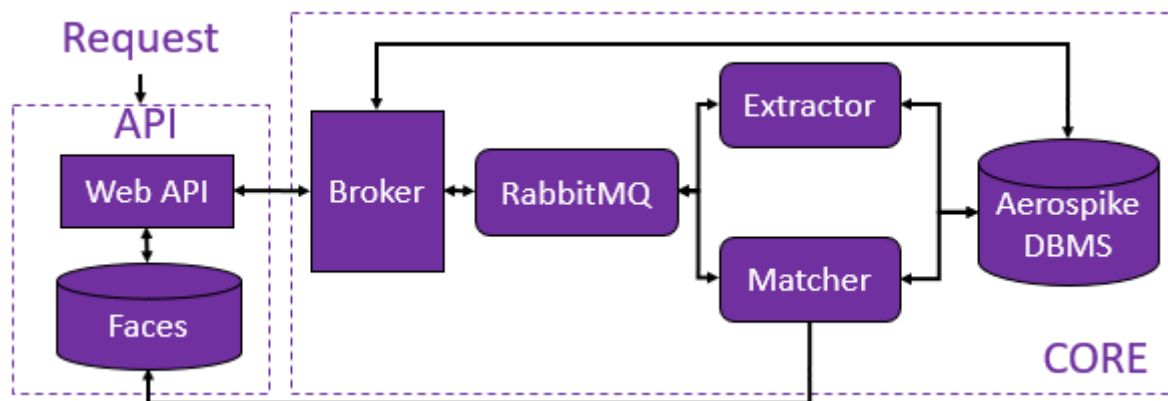 Request
API
Web API
Faces
Broker
RabbitMQ
Extractor
Matcher
Aerospike
DBMS
CORE